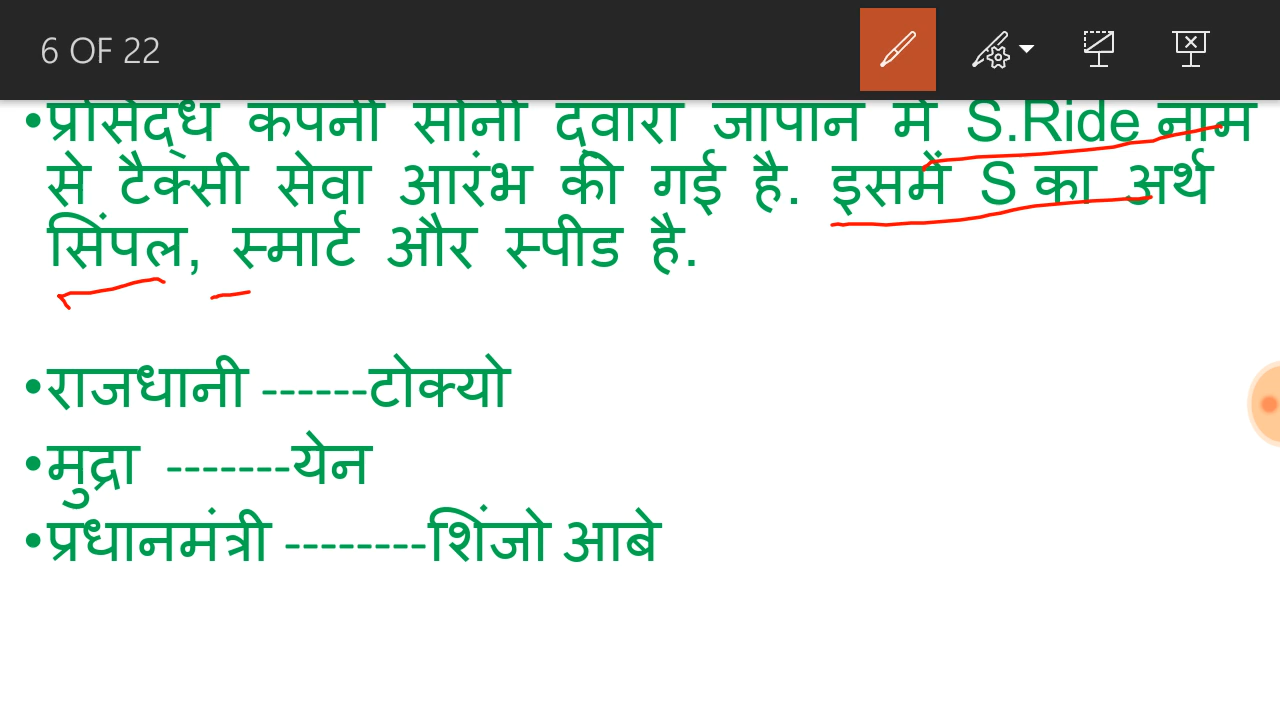 6 OF 22
•प्रसिद्ध कंपनी सोनी द्वारा जापान में S.Ride नाम
से टैक्सी सेवा आरंभ की गई है. इसमें S का अर्थ
सिंपल, स्मार्ट और स्पीड है.
•राजधानी ------टोक्यो
•मुद्रा -------येन
•प्रधानमंत्री --------शिंजो आबे